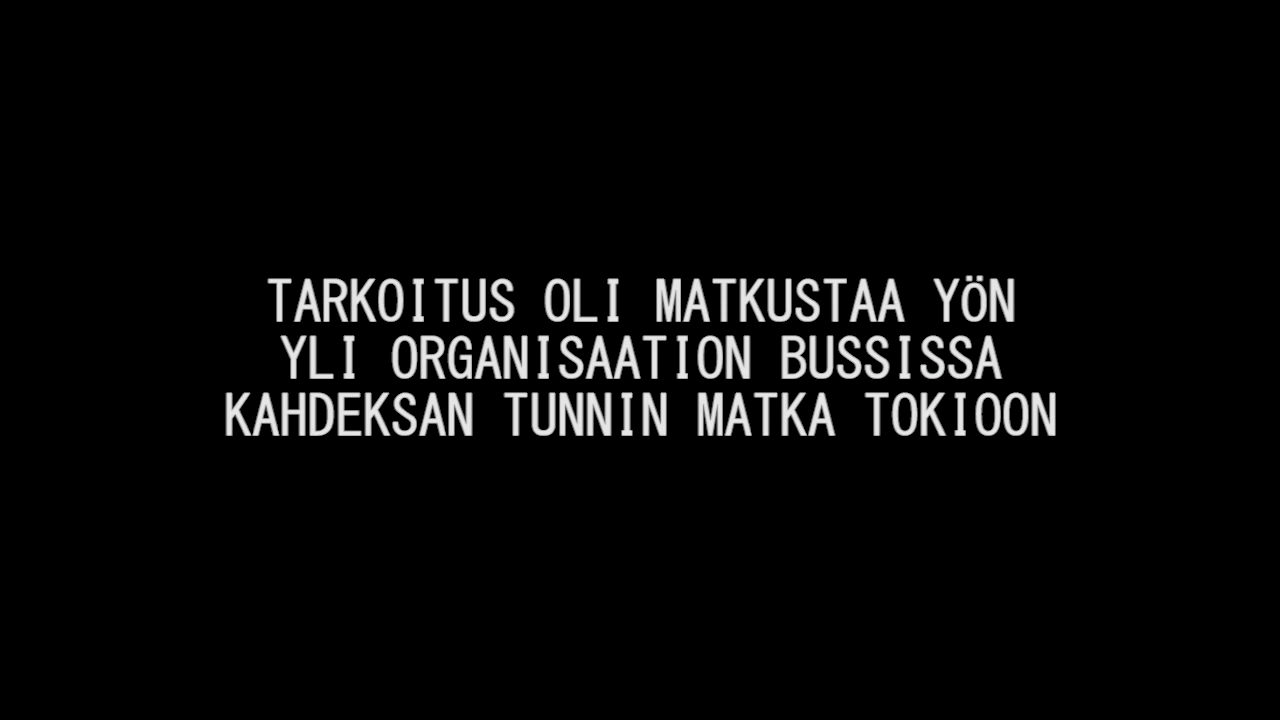 TARKOITUS OLI MATKUSTAA YÖN
YLI ORGANISAATION BUSSISSA
KAHDEKSAN TUNNIN MATKA TOKIOON